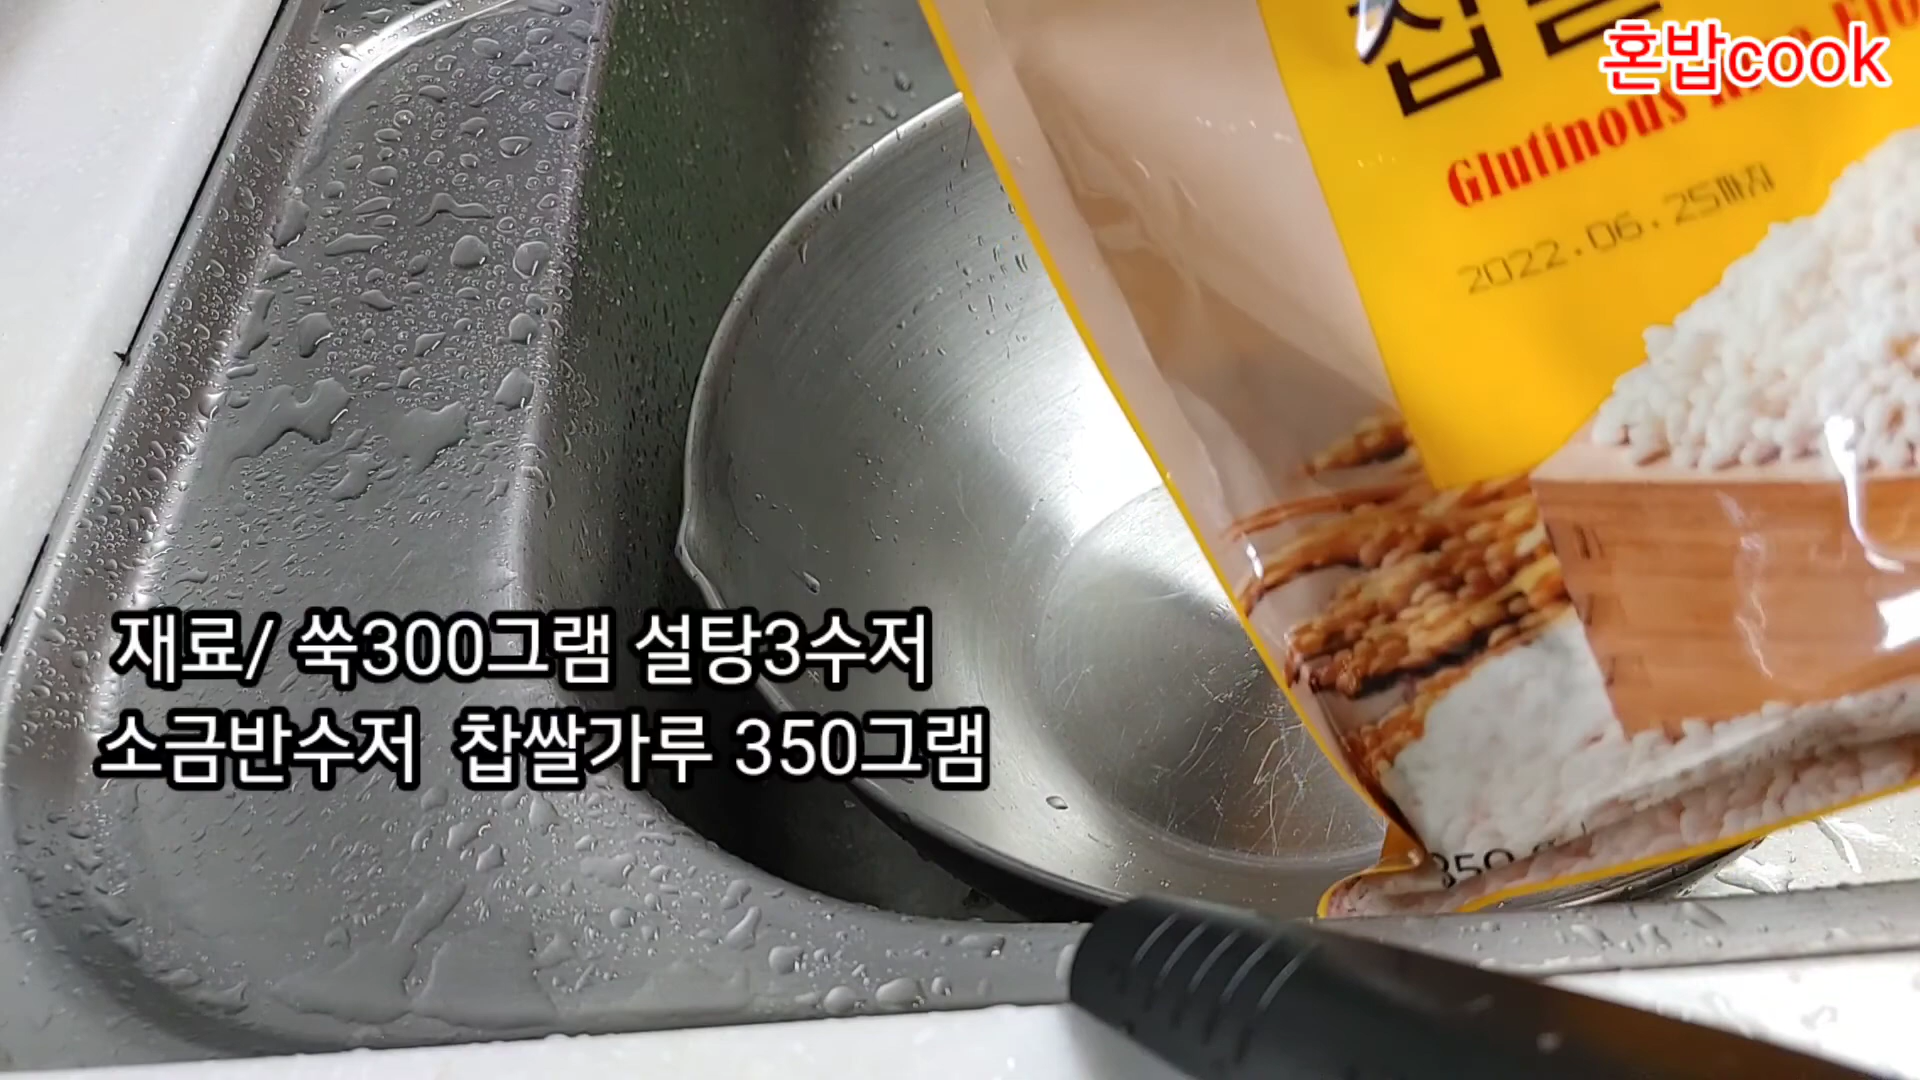 혼밥cook
찹쌀
Glutinous Rice
2022.06.25까지
재료/ 쑥300그램 설탕3수저
소금반수저 찹쌀가루 350그램
350 g